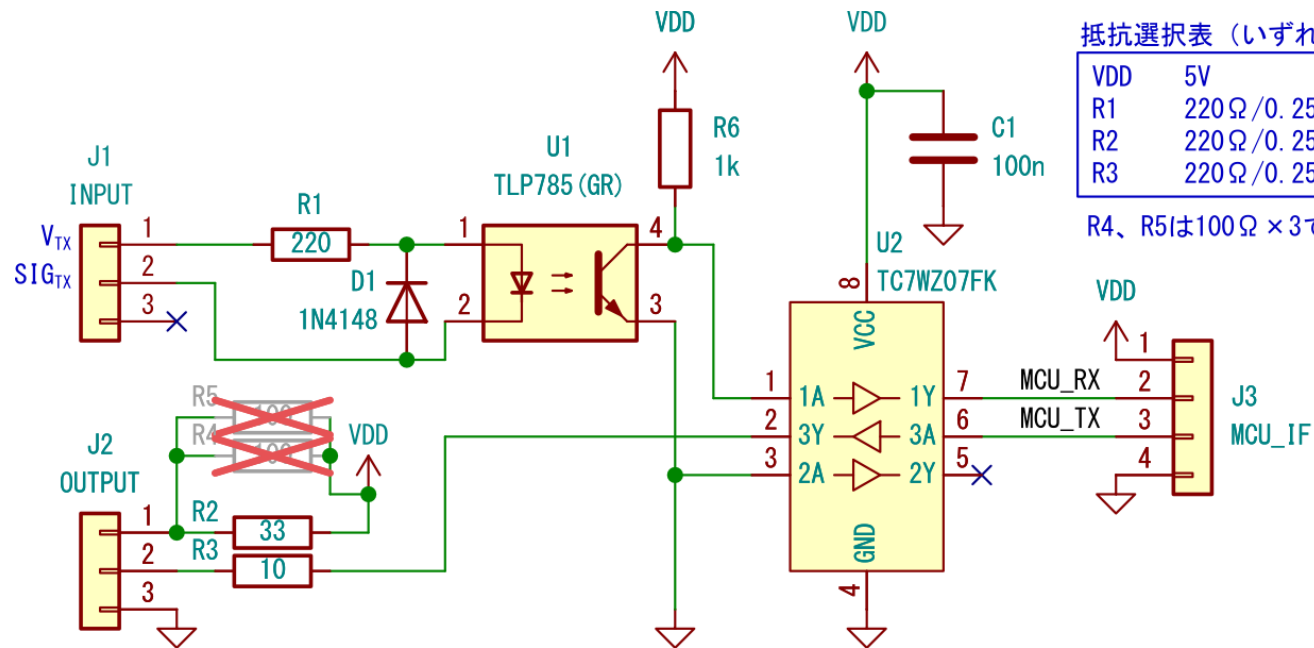 VDD
VDD
抵抗選択表（いずれ
VDD 5V
R1 220Ω/0.25
R2 220Ω/0.25
R3 220Ω/0.25
R4、R5は100Ω×3で
J1
INPUT
VTX
SIGTX
1
2
3
R1
220
D1
1N4148
U1
TLP785(GR)
1
2
4
3
R6
1k
C1
100n
U2
TC7WZ07FK
8
VCC
1
2
3
1A
3Y
2A
1Y
3A
2Y
7
6
5
GND
4
MCU_RX
MCU_TX
VDD
1
2
3
4
J3
MCU_IF
R5
100
R4
100
VDD
J2
OUTPUT
1
2
3
R2
33
R3
10